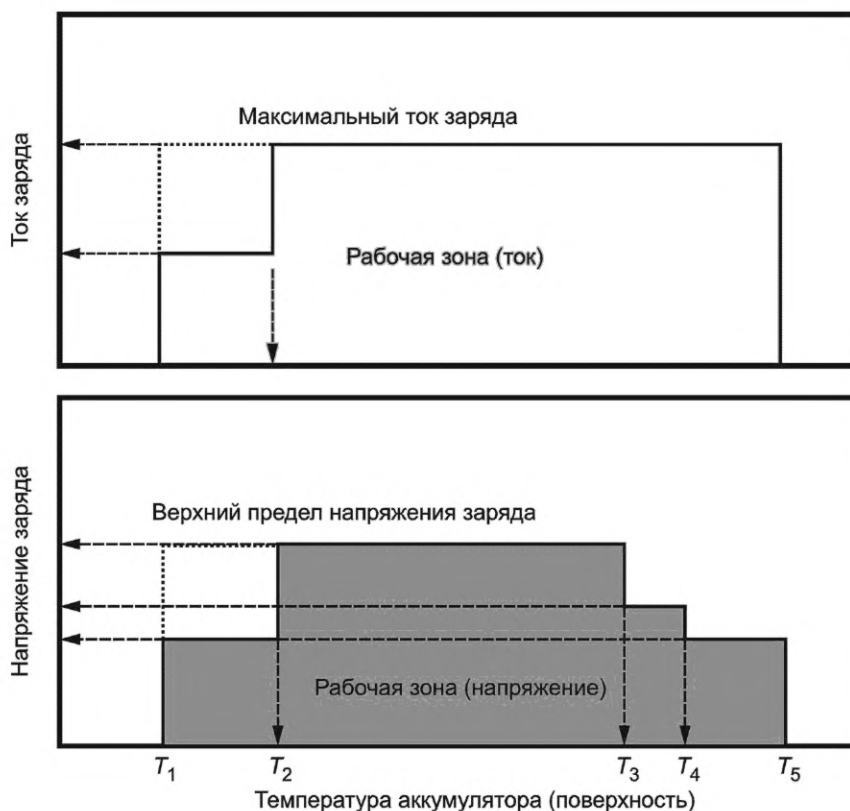 Максимальный ток заряда
Ток заряда
Рабочая зона (ток)
Верхний предел напряжения заряда
Напряжение заряда
Рабочая зона (напряжение)
T1 T2 T3 T4 T5
Температура аккумулятора (поверхность)